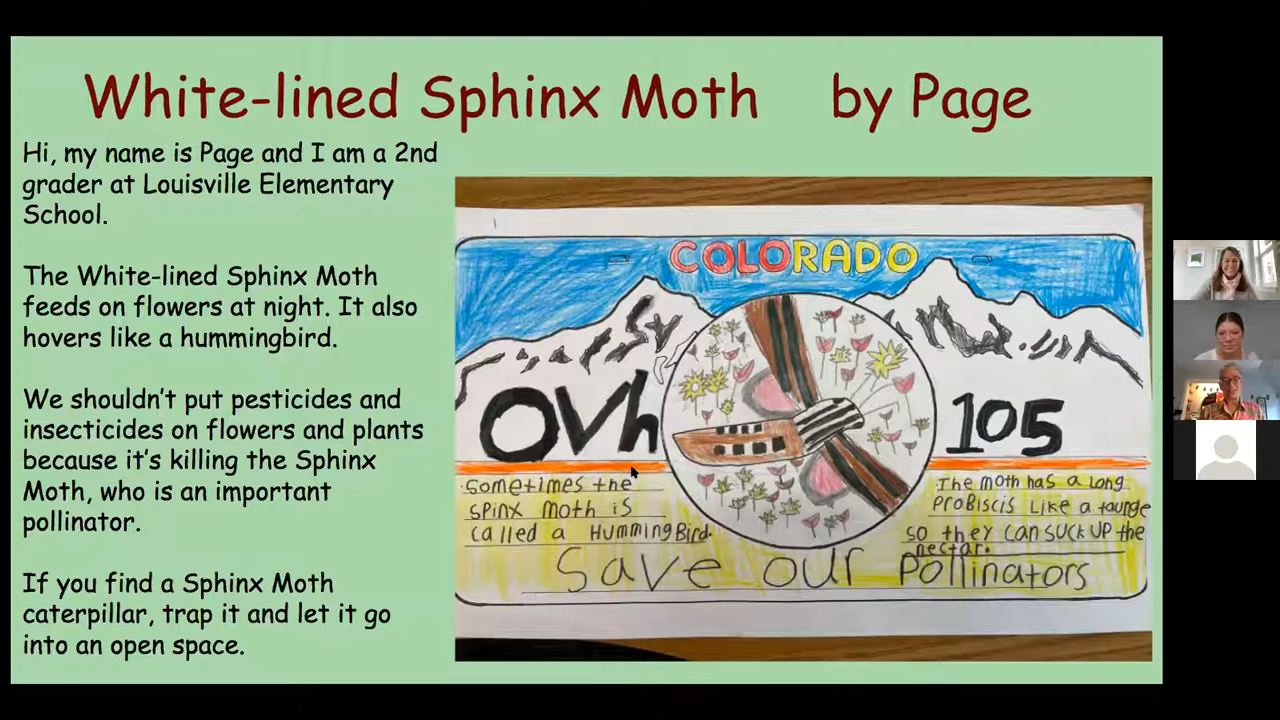 White-lined Sphinx Moth by Page
Hi, my name is Page and I am a 2nd
grader at Louisville Elementary
School.
The White-lined Sphinx Moth
feeds on flowers at night. It also
hovers like a hummingbird.
We shouldn't put pesticides and
insecticides on flowers and plants
because it's killing the Sphinx
Moth, who is an important
pollinator.
If you find a Sphinx Moth
caterpillar, trap it and let it go
into an open space.
COLORADO
OVh 105
Sometimes the
spinx moth is
called a HummingBird.
The moth has a Long
ProBiscis Like a taunge
so they can suck up the
nectar.
Save our Pollinators